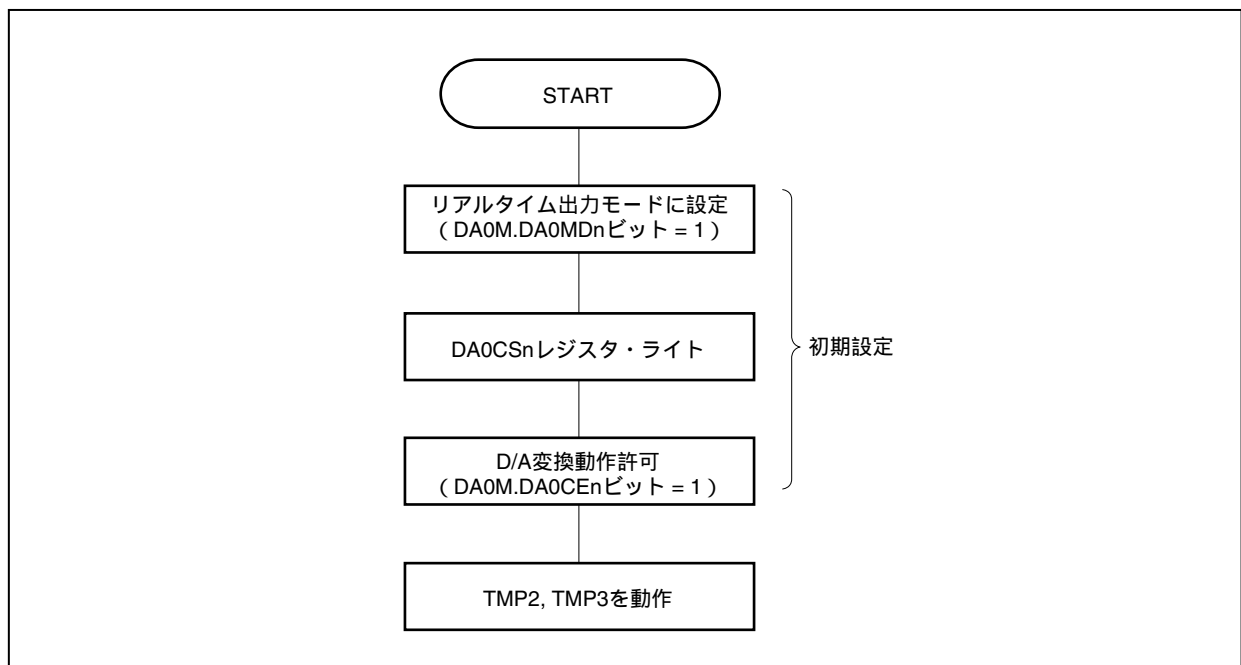 START
リアルタイム出力モードに設定
（DA0M.DA0MDnビット = 1）
DA0CSnレジスタ・ライト
初期設定
D/A変換動作許可
（DA0M.DA0CEnビット = 1）
TMP2, TMP3を動作